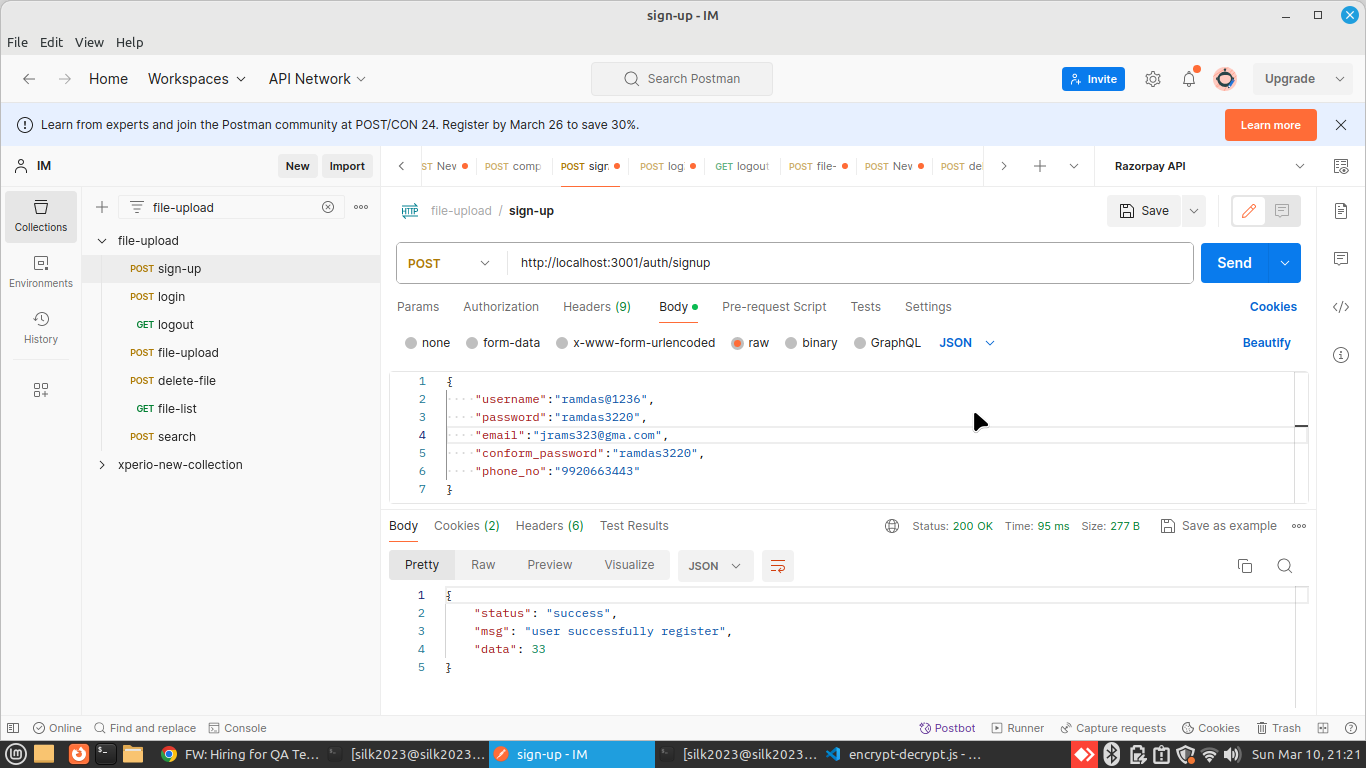 sign-up - IM
File Edit View Help
Home Workspaces API Network Search Postman Invite Upgrade
Learn from experts and join the Postman community at POST/CON 24. Register by March 26 to save 30%. Learn more
IM New Import
ST New POST comp POST sign POST log GET logout POST file- POST New POST de Razorpay API
file-upload
Collections
Environments
History
file-upload
POST sign-up
POST login
GET logout
POST file-upload
POST delete-file
GET file-list
POST search
xperio-new-collection
HTTP file-upload / sign-up Save
POST http://localhost:3001/auth/signup Send
Params Authorization Headers (9) Body Pre-request Script Tests Settings Cookies
none form-data x-www-form-urlencoded raw binary GraphQL JSON Beautify
1 {
2 "username":"ramdas@1236",
3 "password":"ramdas3220",
4 "email":"jrams323@gma.com",
5 "conform_password":"ramdas3220",
6 "phone_no":"9920663443"
7 }
Body Cookies (2) Headers (6) Test Results Status: 200 OK Time: 95 ms Size: 277 B Save as example
Pretty Raw Preview Visualize JSON
1 {
2 "status": "success",
3 "msg": "user successfully register",
4 "data": 33
5 }
Online Find and replace Console Postbot Runner Capture requests Cookies Trash
FW: Hiring for QA Te... [silk2023@silk2023... sign-up - IM [silk2023@silk2023... encrypt-decrypt.js - ... Sun Mar 10, 21:21